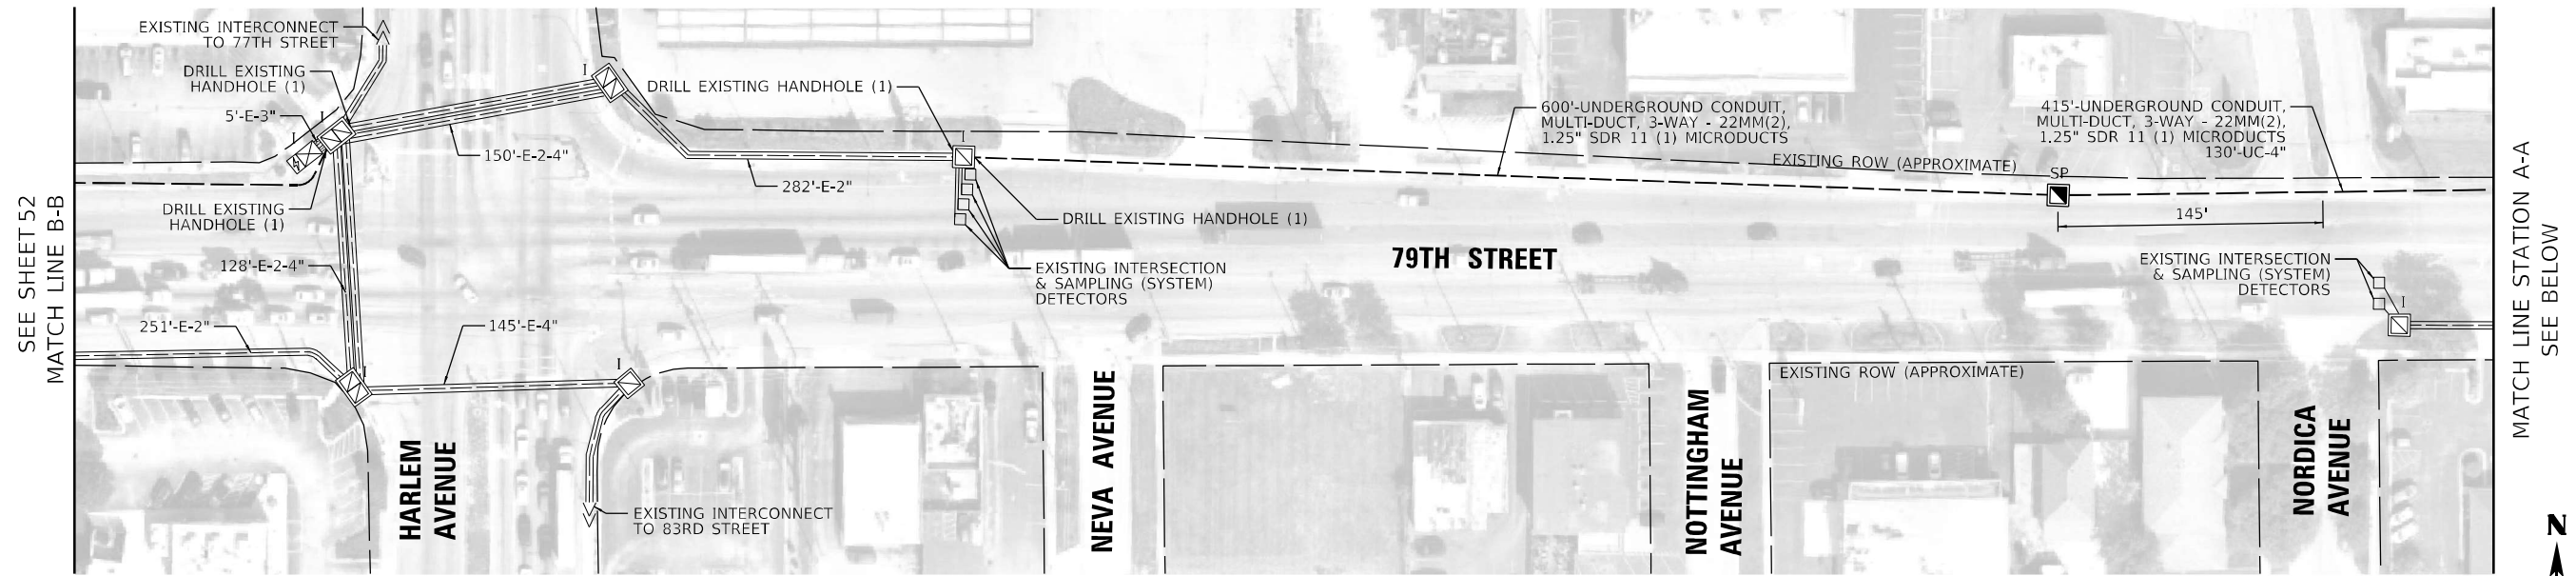 SEE SHEET 52
MATCH LINE B-B
EXISTING INTERCONNECT
TO 77TH STREET
DRILL EXISTING
HANDHOLE (1)
5'-E-3"
I
I
I
DRILL EXISTING HANDHOLE (1)
I
150'-E-2-4"
282'-E-2"
DRILL EXISTING
HANDHOLE (1)
128'-E-2-4"
251'-E-2"
145'-E-4"
I
I
DRILL EXISTING HANDHOLE (1)
EXISTING INTERSECTION
& SAMPLING (SYSTEM)
DETECTORS
600'-UNDERGROUND CONDUIT,
MULTI-DUCT, 3-WAY - 22MM(2),
1.25" SDR 11 (1) MICRODUCTS
415'-UNDERGROUND CONDUIT,
MULTI-DUCT, 3-WAY - 22MM(2),
1.25" SDR 11 (1) MICRODUCTS
130'-UC-4"
EXISTING ROW (APPROXIMATE)
SP
145'
79TH STREET
EXISTING INTERSECTION
& SAMPLING (SYSTEM)
DETECTORS
I
EXISTING ROW (APPROXIMATE)
HARLEM
AVENUE
EXISTING INTERCONNECT
TO 83RD STREET
NEVA AVENUE
NOTTINGHAM
AVENUE
NORDICA
AVENUE
MATCH LINE STATION A-A
SEE BELOW
N